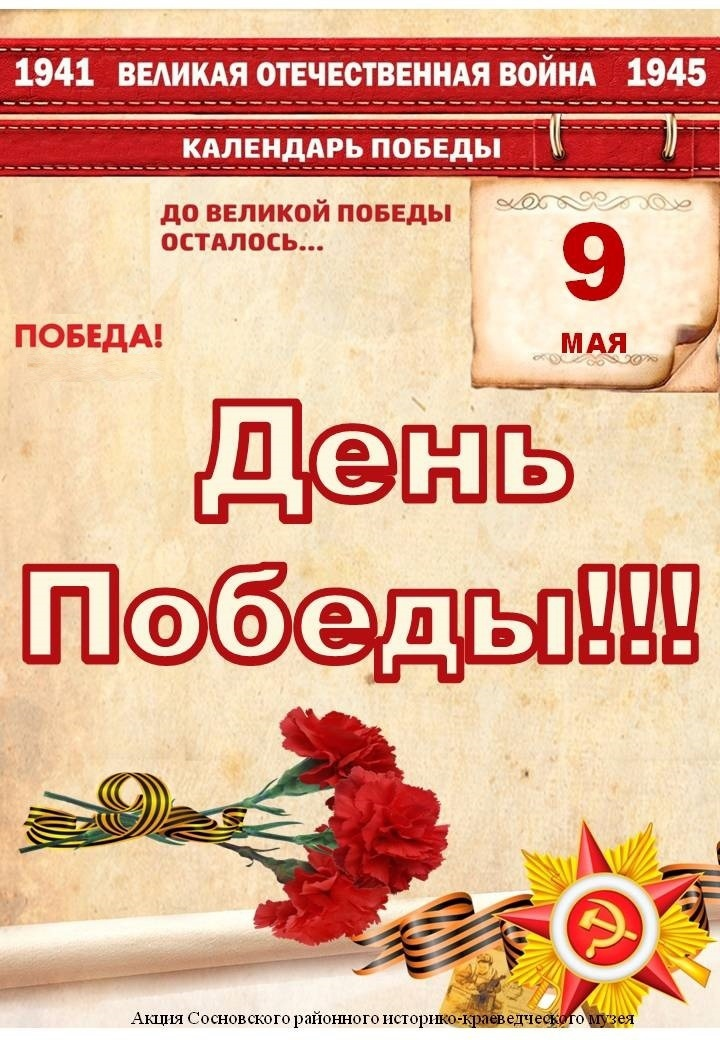 1941 ВЕЛИКАЯ ОТЕЧЕСТВЕННАЯ ВОЙНА 1945
КАЛЕНДАРЬ ПОБЕДЫ
ДО ВЕЛИКОЙ ПОБЕДЫ
ОСТАЛОСЬ...
9
МАЯ
ПОБЕДА!
День
Победы!!!
9
Акция Сосновского районного историко-краеведческого музея